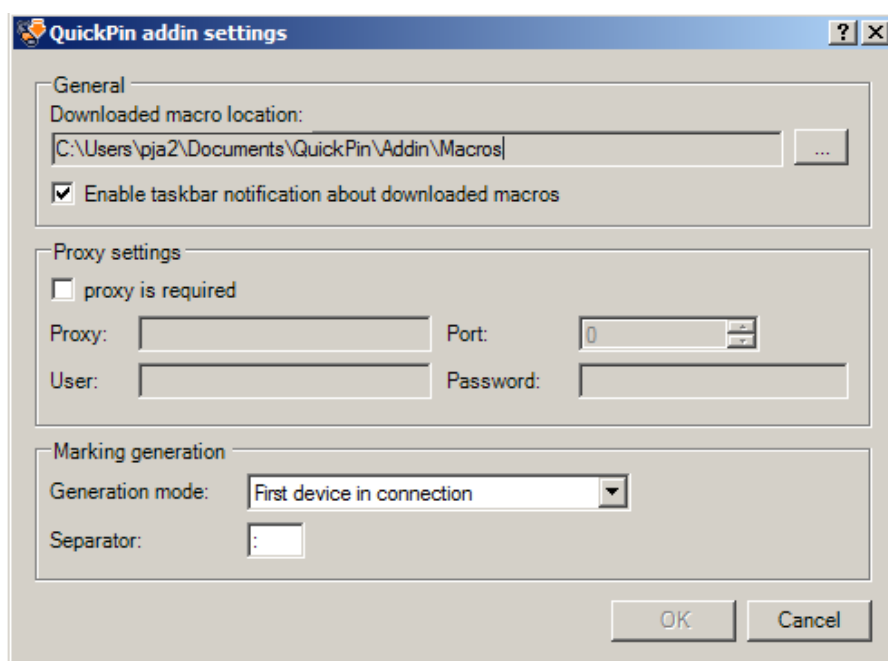 QuickPin addin settings
General
Downloaded macro location:
C:\Users\pja2\Documents\QuickPin\Addin\Macros
...
Enable taskbar notification about downloaded macros
Proxy settings
proxy is required
Proxy: Port: 0
User: Password:
Marking generation
Generation mode: First device in connection
Separator: :
OK Cancel